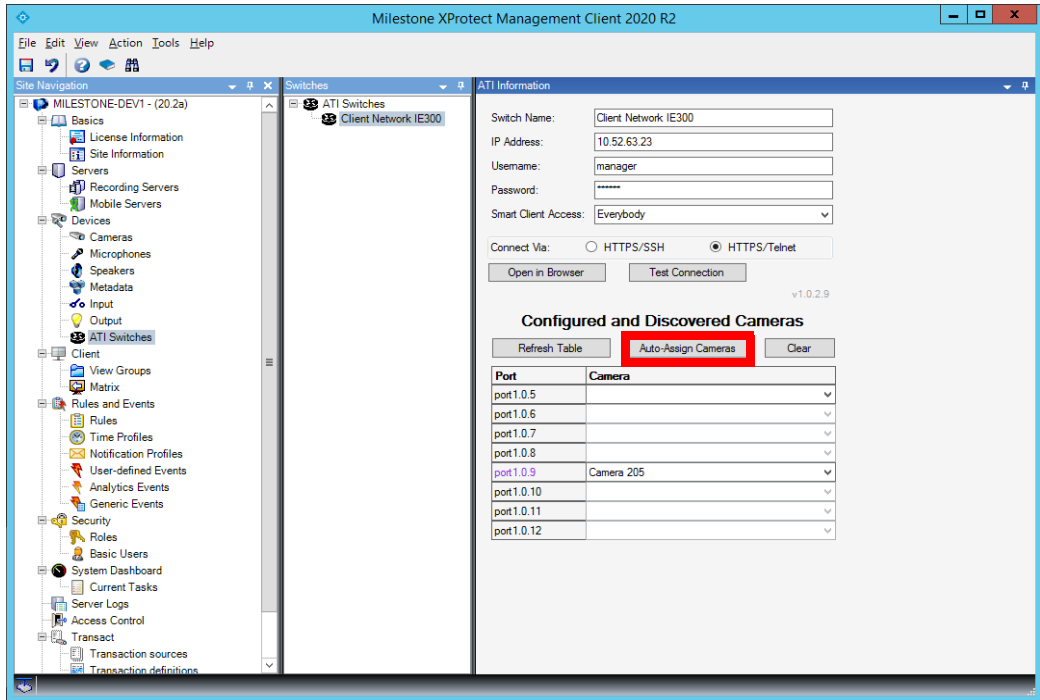 Milestone XProtect Management Client 2020 R2
File Edit View Action Tools Help
Site Navigation
MILESTONE-DEV1 - (20.2a)
Basics
License Information
Site Information
Servers
Recording Servers
Mobile Servers
Devices
Cameras
Microphones
Speakers
Metadata
Input
Output
ATI Switches
Client
View Groups
Matrix
Rules and Events
Rules
Time Profiles
Notification Profiles
User-defined Events
Analytics Events
Generic Events
Security
Roles
Basic Users
System Dashboard
Current Tasks
Server Logs
Access Control
Transact
Transaction sources
Transaction definitions
Switches
ATI Switches
Client Network IE300
ATI Information
Switch Name: Client Network IE300
IP Address: 10.52.63.23
Username: manager
Password: ******
Smart Client Access: Everybody
Connect Via: HTTPS/SSH HTTPS/Telnet
Open in Browser Test Connection
v1.0.2.9
Configured and Discovered Cameras
Refresh Table Auto-Assign Cameras Clear
Port Camera
port1.0.5
port1.0.6
port1.0.7
port1.0.8
port1.0.9 Camera 205
port1.0.10
port1.0.11
port1.0.12